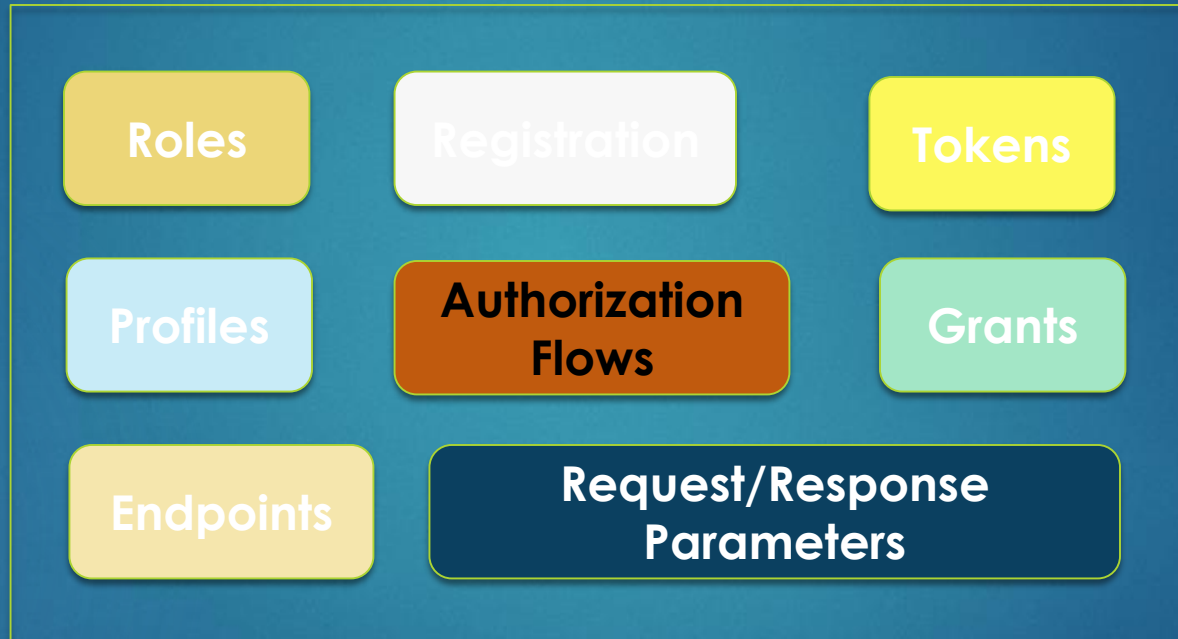 Roles
Registration
Tokens
Profiles
Authorization
Flows
Grants
Endpoints
Request/Response
Parameters